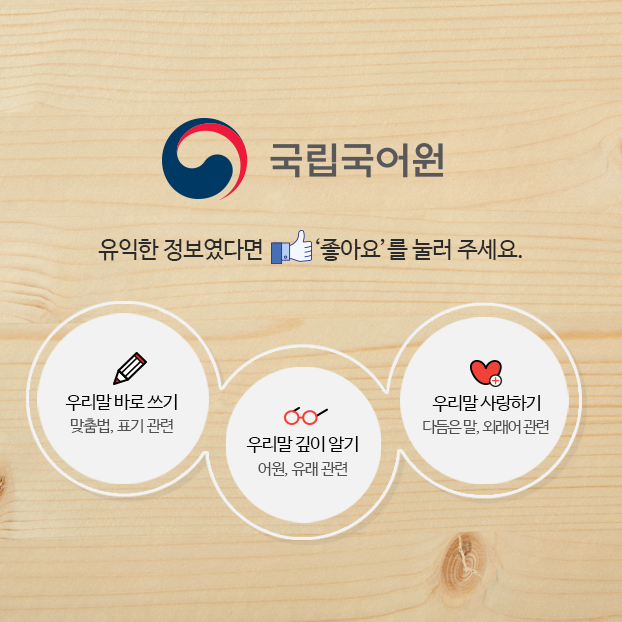 국립국어원
유익한 정보였다면 '좋아요'를 눌러 주세요.
우리말 바로 쓰기
맞춤법, 표기 관련
우리말 깊이 알기
어원, 유래 관련
우리말 사랑하기
다듬은 말, 외래어 관련